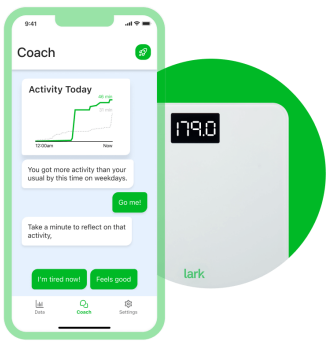 9:41
Coach
Activity Today
46 min
31 min
12:00am
Now
You got more activity than your
usual by this time on weekdays.
Go me!
Take a minute to reflect on that
activity,
I'm tired now!
Feels good
Data
Coach
Settings
179.0
lark